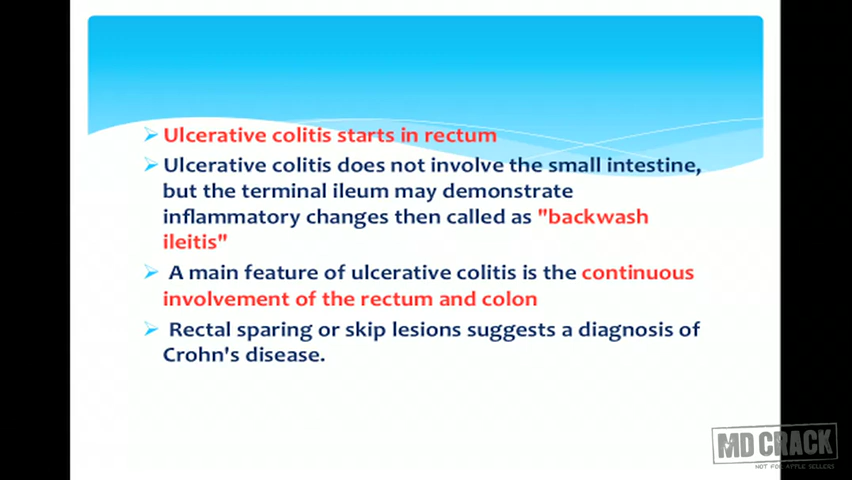 Ulcerative colitis starts in rectum
Ulcerative colitis does not involve the small intestine,
but the terminal ileum may demonstrate
inflammatory changes then called as "backwash
ileitis"
A main feature of ulcerative colitis is the continuous
involvement of the rectum and colon
Rectal sparing or skip lesions suggests a diagnosis of
Crohn's disease.
MD CRACK
NOT FOR APPLE SELLERS